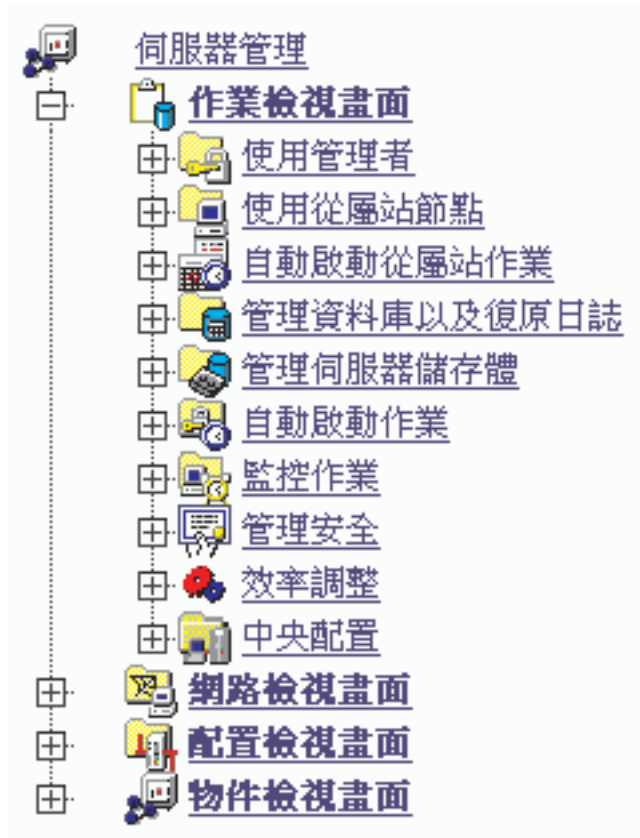 伺服器管理
作業檢視畫面
使用管理者
使用從屬站節點
自動啟動從屬站作業
管理資料庫以及復原日誌
管理伺服器儲存體
自動啟動作業
監控作業
管理安全
效率調整
中央配置
網路檢視畫面
配置檢視畫面
物件檢視畫面